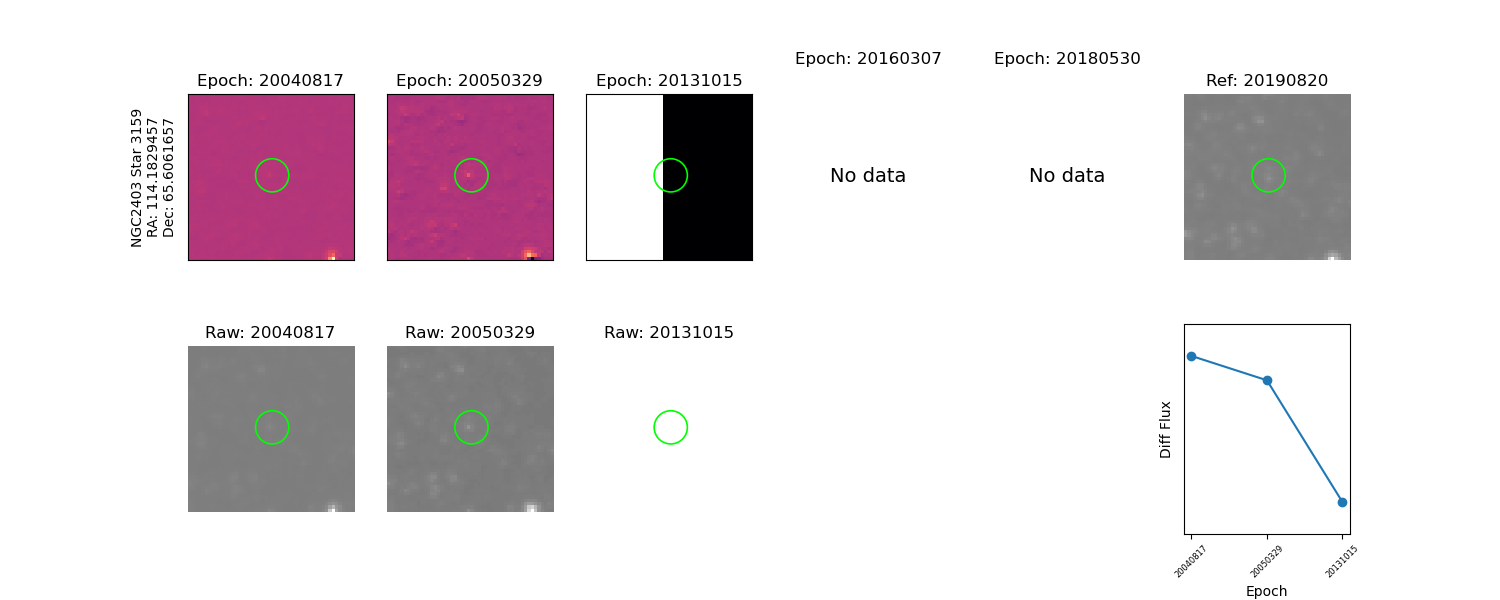 Epoch: 20160307
Epoch: 20180530
Epoch: 20040817
Epoch: 20050329
Epoch: 20131015
Ref: 20190820
NGC2403 Star 3159
RA: 114.1829457
Dec: 65.6061657
No data
No data
Raw: 20040817
Raw: 20050329
Raw: 20131015
Diff Flux
20040817
20050329
20131015
Epoch